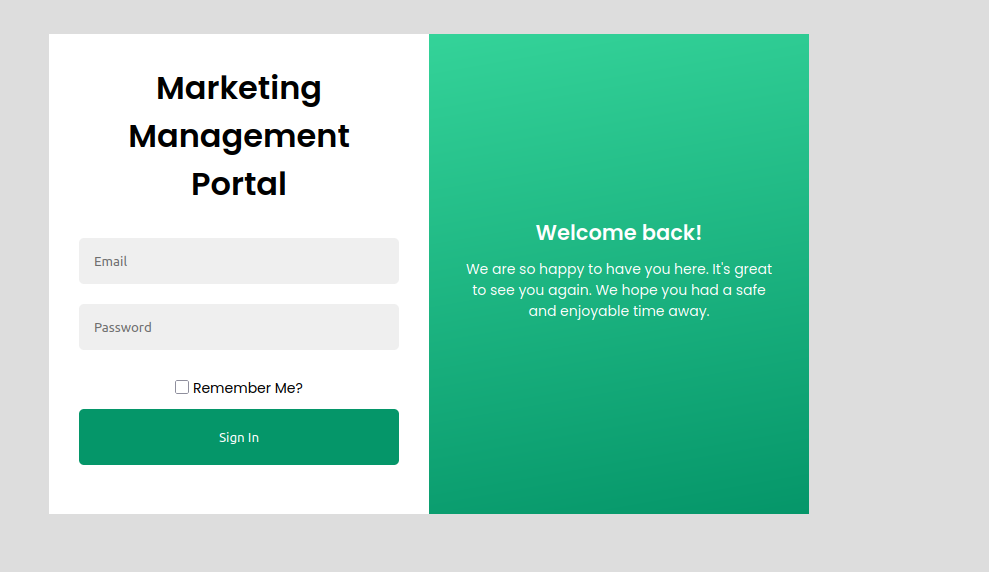 Marketing
Management
Portal
Email
Password
Remember Me?
Sign In
Welcome back!
We are so happy to have you here. It's great
to see you again. We hope you had a safe
and enjoyable time away.